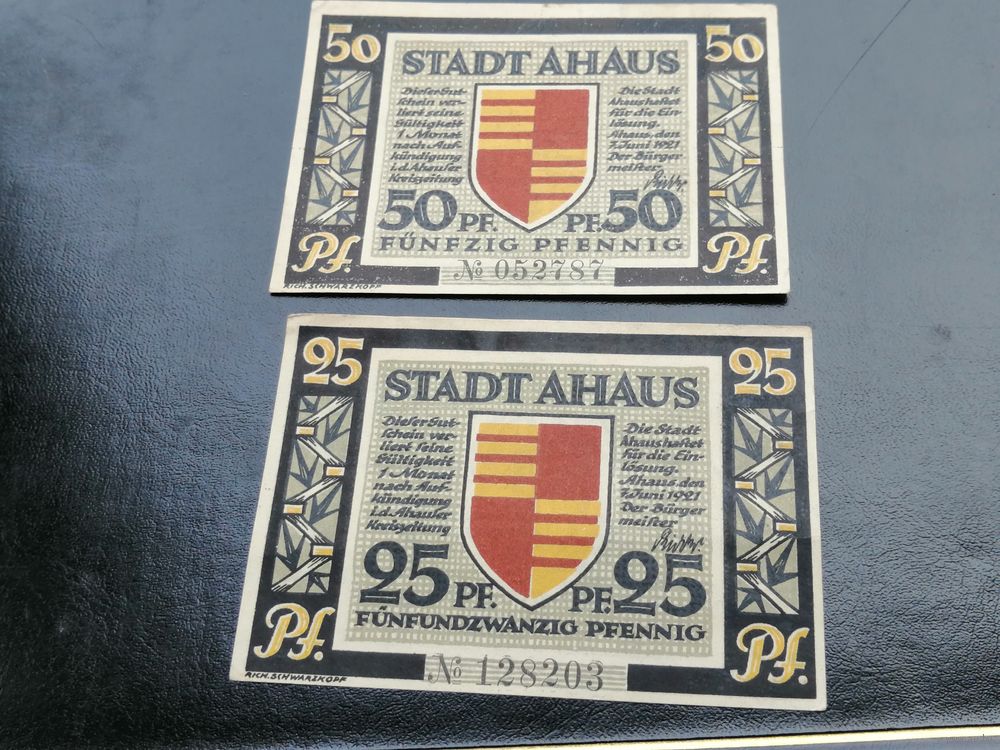 50
50
STADT AHAUS
Dieser Gut-
schein ver-
liert seine
Gültigkeit
1 Monat
nach Auf-
kündigung
i.d. Ahauser
Kreiszeitung
Die Stadt
Ahaus haftet
für die Ein-
lösung.
Ahaus, den
7. Juni 1921
Der Bürger
meister
50 PF. PF. 50
FÜNFZIG PFENNIG
Pf.
Pf.
№ 052787
RICH. SCHWARZKOPF
25
25
STADT AHAUS
Dieser Gut-
schein ver-
liert seine
Gültigkeit
1 Monat
nach Auf-
kündigung
i.d. Ahauser
Kreiszeitung
Die Stadt
Ahaus haftet
für die Ein-
lösung.
Ahaus, den
7. Juni 1921
Der Bürger
meister
25 PF. PF. 25
FÜNFUNDZWANZIG PFENNIG
Pf.
Pf.
№ 128203
RICH. SCHWARZKOPF